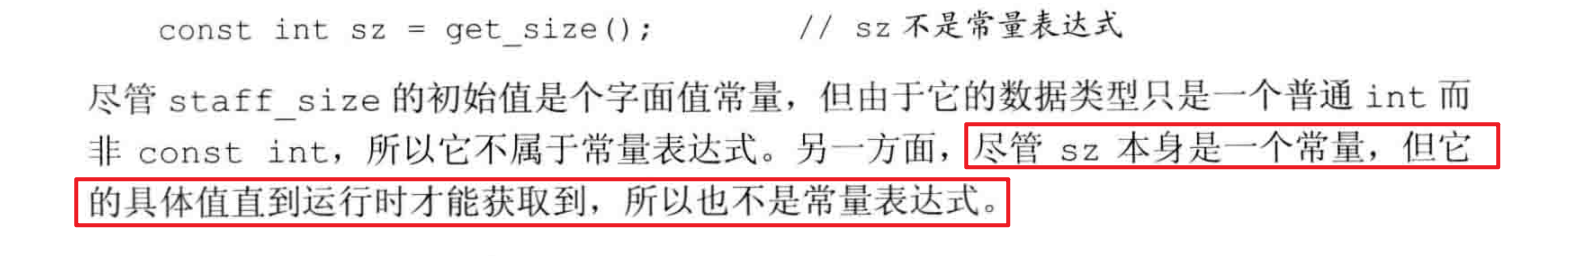 const int sz = get_size();          // sz 不是常量表达式
尽管 staff_size 的初始值是个字面值常量，但由于它的数据类型只是一个普通 int 而
非 const int，所以它不属于常量表达式。另一方面，尽管 sz 本身是一个常量，但它
的具体值直到运行时才能获取到，所以也不是常量表达式。